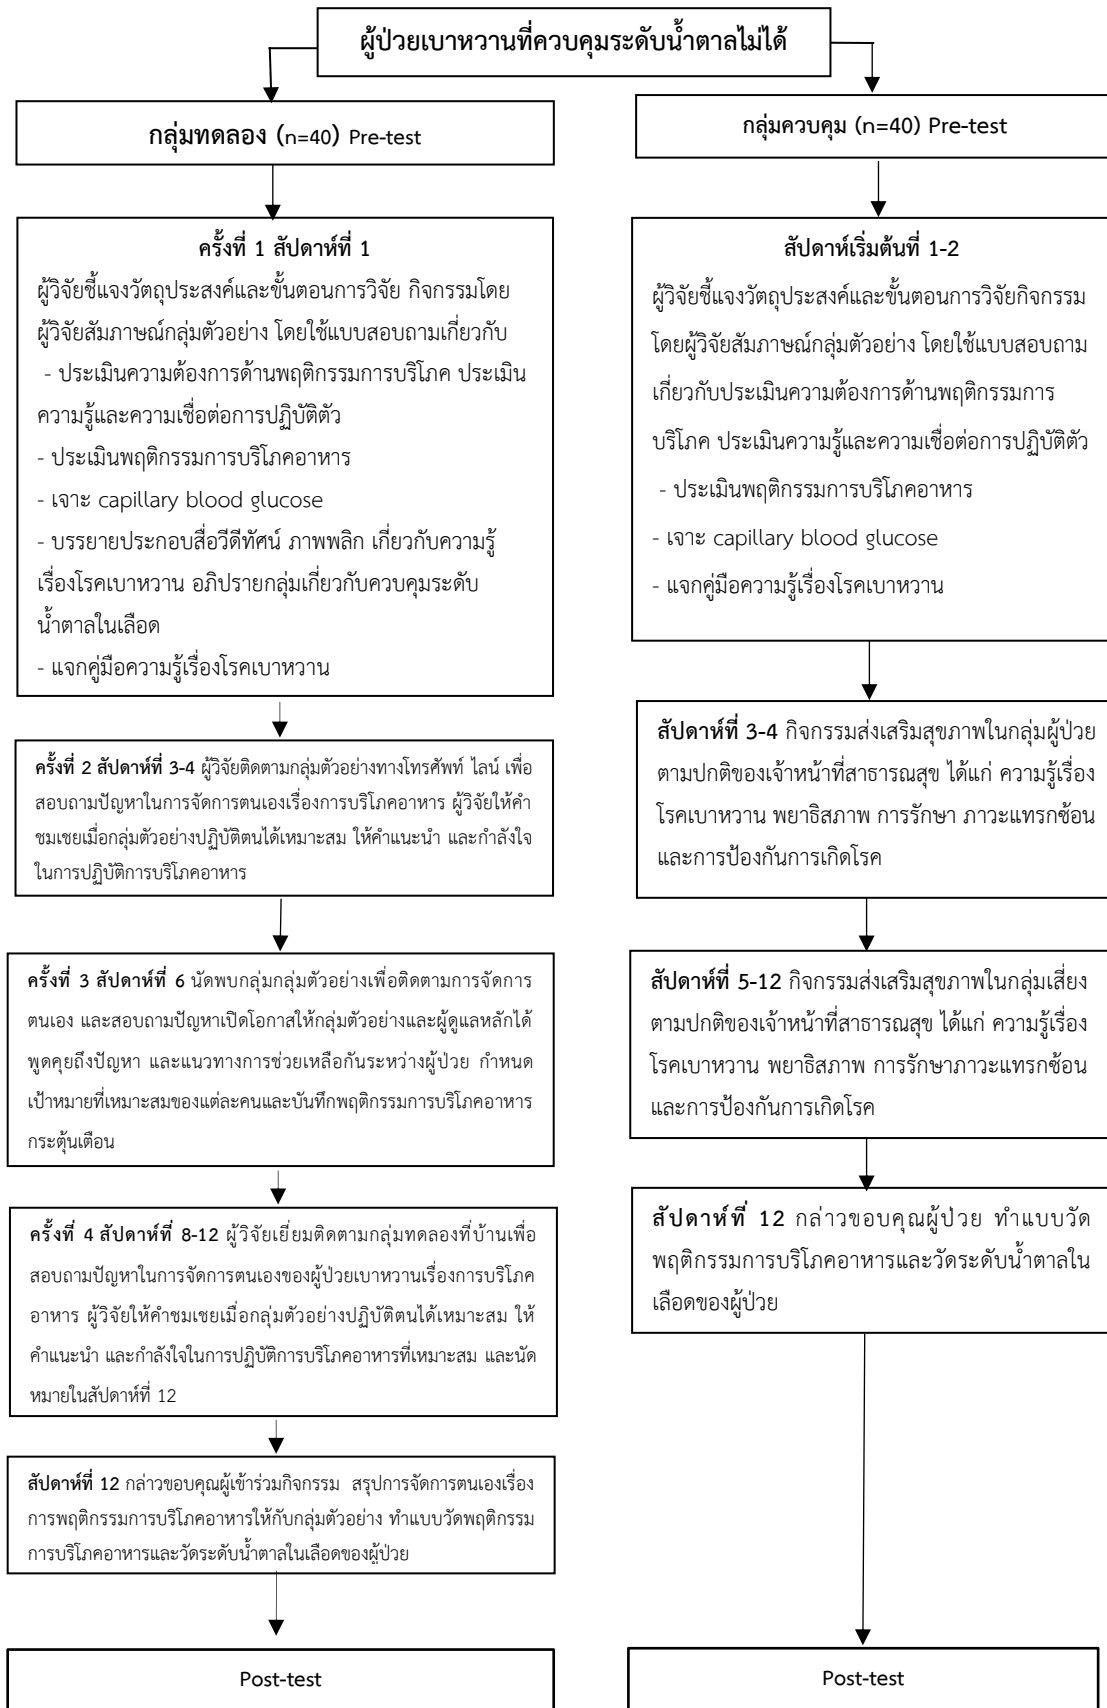 ผู้ป่วยเบาหวานที่ควบคุมระดับน้ำตาลไม่ได้
กลุ่มทดลอง (n=40) Pre-test
ครั้งที่ 1 สัปดาห์ที่ 1
ผู้วิจัยชี้แจงวัตถุประสงค์และขั้นตอนการวิจัย กิจกรรมโดย
ผู้วิจัยสัมภาษณ์กลุ่มตัวอย่าง โดยใช้แบบสอบถามเกี่ยวกับ
- ประเมินความต้องการด้านพฤติกรรมการบริโภค ประเมิน
ความรู้และความเชื่อต่อการปฏิบัติตัว
- ประเมินพฤติกรรมการบริโภคอาหาร
- เจาะ capillary blood glucose
- บรรยายประกอบสื่อวีดีทัศน์ ภาพพลิก เกี่ยวกับความรู้
เรื่องโรคเบาหวาน อภิปรายกลุ่มเกี่ยวกับควบคุมระดับ
น้ำตาลในเลือด
- แจกคู่มือความรู้เรื่องโรคเบาหวาน
ครั้งที่ 2 สัปดาห์ที่ 3-4 ผู้วิจัยติดตามกลุ่มตัวอย่างทางโทรศัพท์ ไลน์ เพื่อ
สอบถามปัญหาในการจัดการตนเองเรื่องการบริโภคอาหาร ผู้วิจัยให้คำ
ชมเชยเมื่อกลุ่มตัวอย่างปฏิบัติตนได้เหมาะสม ให้คำแนะนำ และกำลังใจ
ในการปฏิบัติการบริโภคอาหาร
ครั้งที่ 3 สัปดาห์ที่ 6 นัดพบกลุ่มกลุ่มตัวอย่างเพื่อติดตามการจัดการ
ตนเอง และสอบถามปัญหาเปิดโอกาสให้กลุ่มตัวอย่างและผู้ดูแลหลักได้
พูดคุยถึงปัญหา และแนวทางการช่วยเหลือกันระหว่างผู้ป่วย กำหนด
เป้าหมายที่เหมาะสมของแต่ละคนและบันทึกพฤติกรรมการบริโภคอาหาร
กระตุ้นเตือน
ครั้งที่ 4 สัปดาห์ที่ 8-12 ผู้วิจัยเยี่ยมติดตามกลุ่มทดลองที่บ้านเพื่อ
สอบถามปัญหาในการจัดการตนเองของผู้ป่วยเบาหวานเรื่องการบริโภค
อาหาร ผู้วิจัยให้คำชมเชยเมื่อกลุ่มตัวอย่างปฏิบัติตนได้เหมาะสม ให้
คำแนะนำ และกำลังใจในการปฏิบัติการบริโภคอาหารที่เหมาะสม และนัด
หมายในสัปดาห์ที่ 12
สัปดาห์ที่ 12 กล่าวขอบคุณผู้เข้าร่วมกิจกรรม สรุปการจัดการตนเองเรื่อง
การพฤติกรรมการบริโภคอาหารให้กับกลุ่มตัวอย่าง ทำแบบวัดพฤติกรรม
การบริโภคอาหารและวัดระดับน้ำตาลในเลือดของผู้ป่วย
Post-test
กลุ่มควบคุม (n=40) Pre-test
สัปดาห์เริ่มต้นที่ 1-2
ผู้วิจัยชี้แจงวัตถุประสงค์และขั้นตอนการวิจัยกิจกรรม
โดยผู้วิจัยสัมภาษณ์กลุ่มตัวอย่าง โดยใช้แบบสอบถาม
เกี่ยวกับประเมินความต้องการด้านพฤติกรรมการ
บริโภค ประเมินความรู้และความเชื่อต่อการปฏิบัติตัว
- ประเมินพฤติกรรมการบริโภคอาหาร
- เจาะ capillary blood glucose
- แจกคู่มือความรู้เรื่องโรคเบาหวาน
สัปดาห์ที่ 3-4 กิจกรรมส่งเสริมสุขภาพในกลุ่มผู้ป่วย
ตามปกติของเจ้าหน้าที่สาธารณสุข ได้แก่ ความรู้เรื่อง
โรคเบาหวาน พยาธิสภาพ การรักษา ภาวะแทรกซ้อน
และการป้องกันการเกิดโรค
สัปดาห์ที่ 5-12 กิจกรรมส่งเสริมสุขภาพในกลุ่มเสี่ยง
ตามปกติของเจ้าหน้าที่สาธารณสุข ได้แก่ ความรู้เรื่อง
โรคเบาหวาน พยาธิสภาพ การรักษาภาวะแทรกซ้อน
และการป้องกันการเกิดโรค
สัปดาห์ที่ 12 กล่าวขอบคุณผู้ป่วย ทำแบบวัด
พฤติกรรมการบริโภคอาหารและวัดระดับน้ำตาลใน
เลือดของผู้ป่วย
Post-test